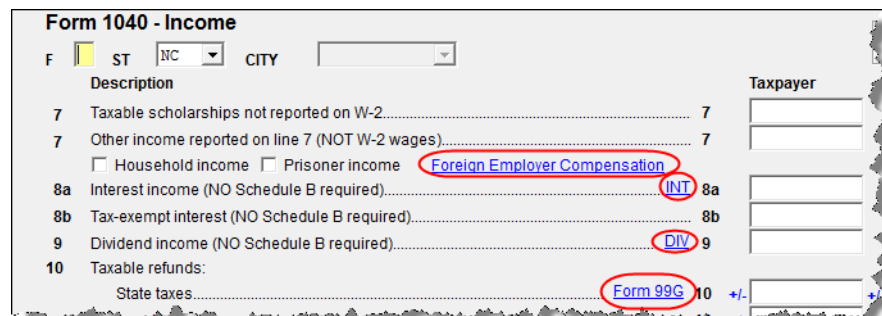 Form 1040 - Income
F ST NC CITY
Description Taxpayer
7 Taxable scholarships not reported on W-2 7
7 Other income reported on line 7 (NOT W-2 wages) 7
Household income Prisoner income Foreign Employer Compensation
8a Interest income (NO Schedule B required) INT 8a
8b Tax-exempt interest (NO Schedule B required) 8b
9 Dividend income (NO Schedule B required) DIV 9
10 Taxable refunds:
State taxes Form 99G 10 +/- +/